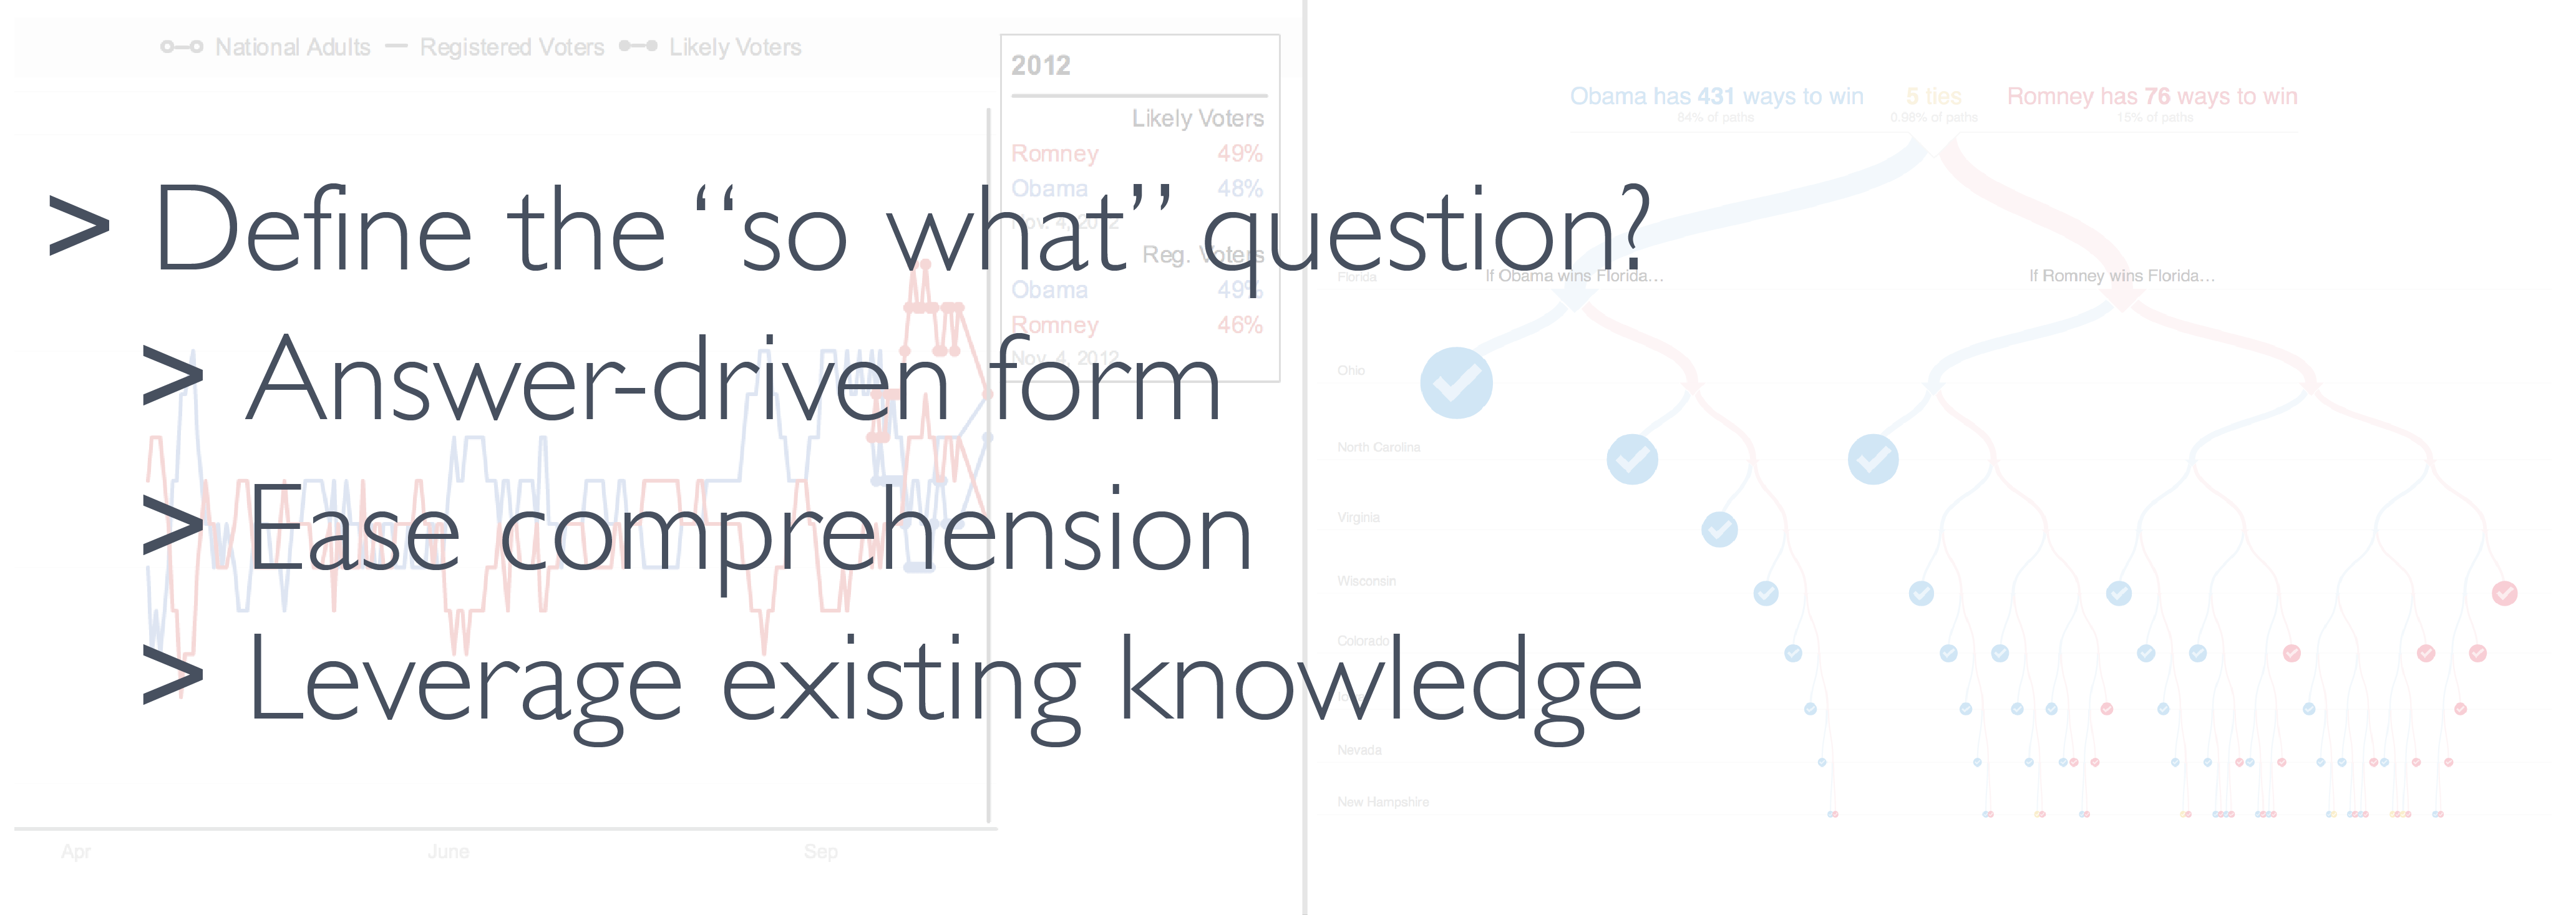 > Define the “so what” question?
> Answer-driven form
> Ease comprehension
> Leverage existing knowledge
National Adults Registered Voters Likely Voters
2012
Likely Voters
Romney 49%
Obama 48%
Nov. 4, 2012
Reg. Voters
Obama 49%
Romney 46%
Nov. 4, 2012
Apr June Sep
Obama has 431 ways to win 5 ties Romney has 76 ways to win
84% of paths 0.98% of paths 15% of paths
Florida If Obama wins Florida... If Romney wins Florida...
Ohio
North Carolina
Virginia
Wisconsin
Colorado
Nevada
New Hampshire